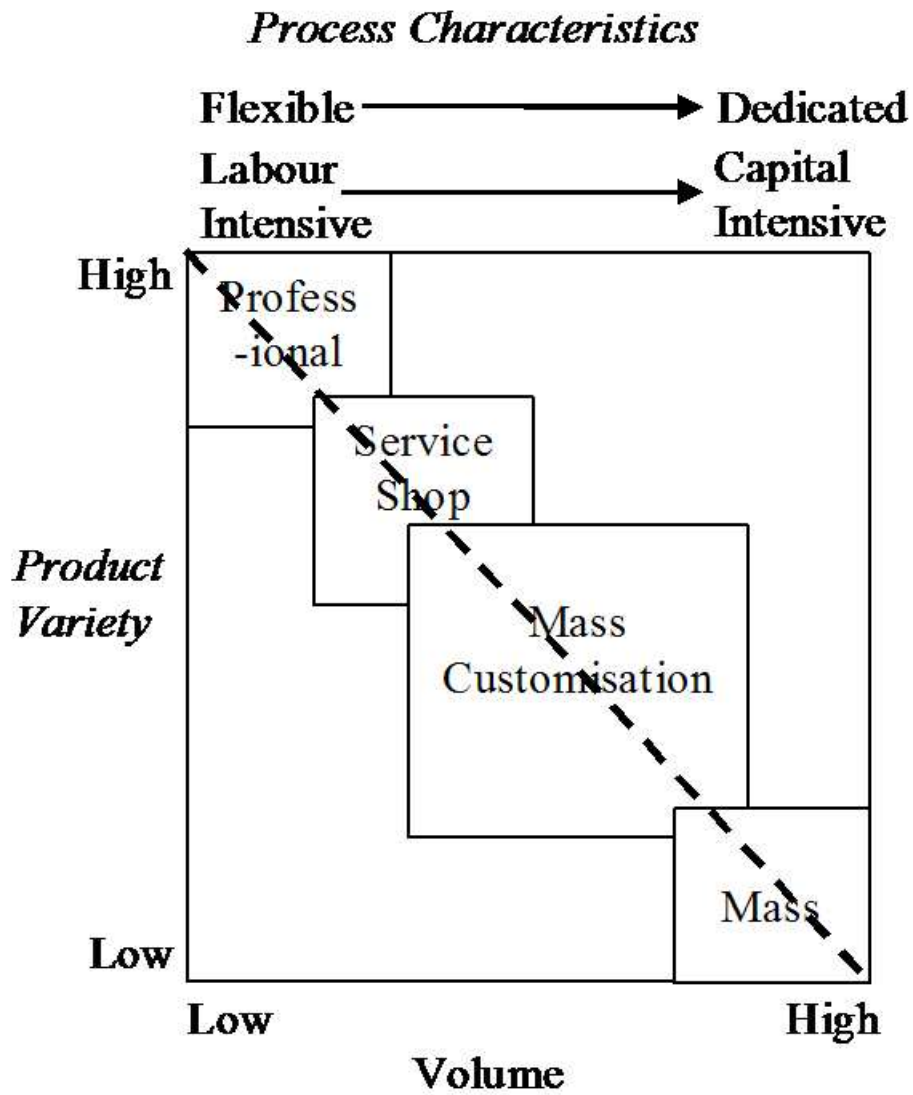 Process Characteristics
Flexible Dedicated
Labour Capital
Intensive Intensive
High
Profess
-ional
Service
Shop
Product
Variety
Mass
Customisation
Mass
Low
Low High
Volume